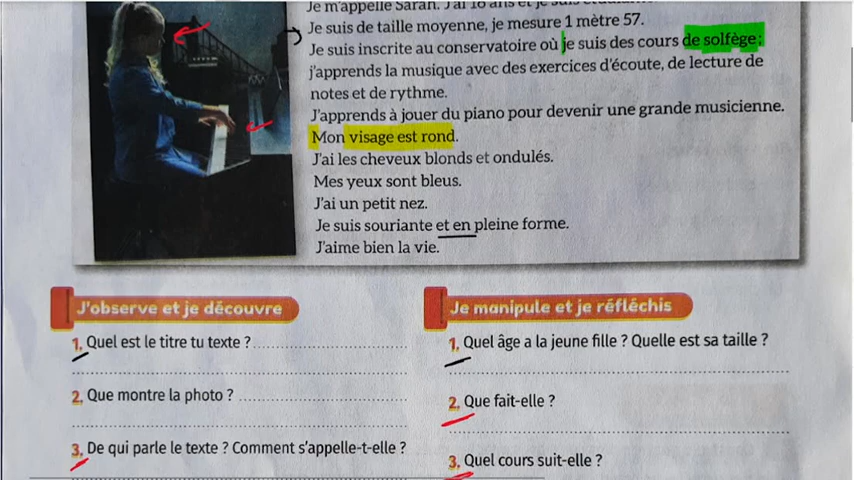 Je m'appelle Sarah. J'ai 18 ans et je suis
Je suis de taille moyenne, je mesure 1 mètre 57.
Je suis inscrite au conservatoire où je suis des cours de solfège;
j'apprends la musique avec des exercices d'écoute, de lecture de
notes et de rythme.
J'apprends à jouer du piano pour devenir une grande musicienne.
Mon visage est rond.
J'ai les cheveux blonds et ondulés.
Mes yeux sont bleus.
J'ai un petit nez.
Je suis souriante et en pleine forme.
J'aime bien la vie.
J'observe et je découvre
1. Quel est le titre tu texte ?
2. Que montre la photo ?
3. De qui parle le texte ? Comment s'appelle-t-elle ?
Je manipule et je réfléchis
1. Quel âge a la jeune fille ? Quelle est sa taille ?
2. Que fait-elle ?
3. Quel cours suit-elle ?